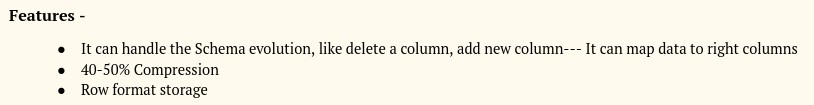 Features -
● It can handle the Schema evolution, like delete a column, add new column--- It can map data to right columns
● 40-50% Compression
● Row format storage